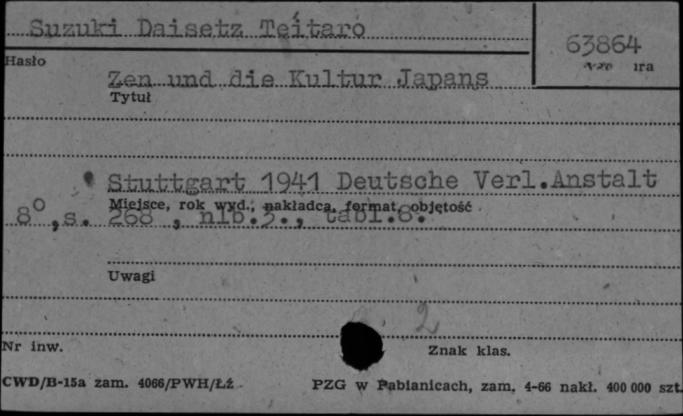 Suzuki Daisetz Teitaro
63864
Hasło
Zen und die Kultur Japans
Tytuł
Stuttgart 1941 Deutsche Verl.Anstalt
Miejsce, rok wyd., nakładca, format, objętość
8°,s. 268 , nlb.3., tabl.6.
Uwagi
2
Nr inw.
Znak klas.
CWD/B-15a zam. 4066/PWH/Łż
PZG w Pabianicach, zam. 4-66 nakł. 400 000 szt.